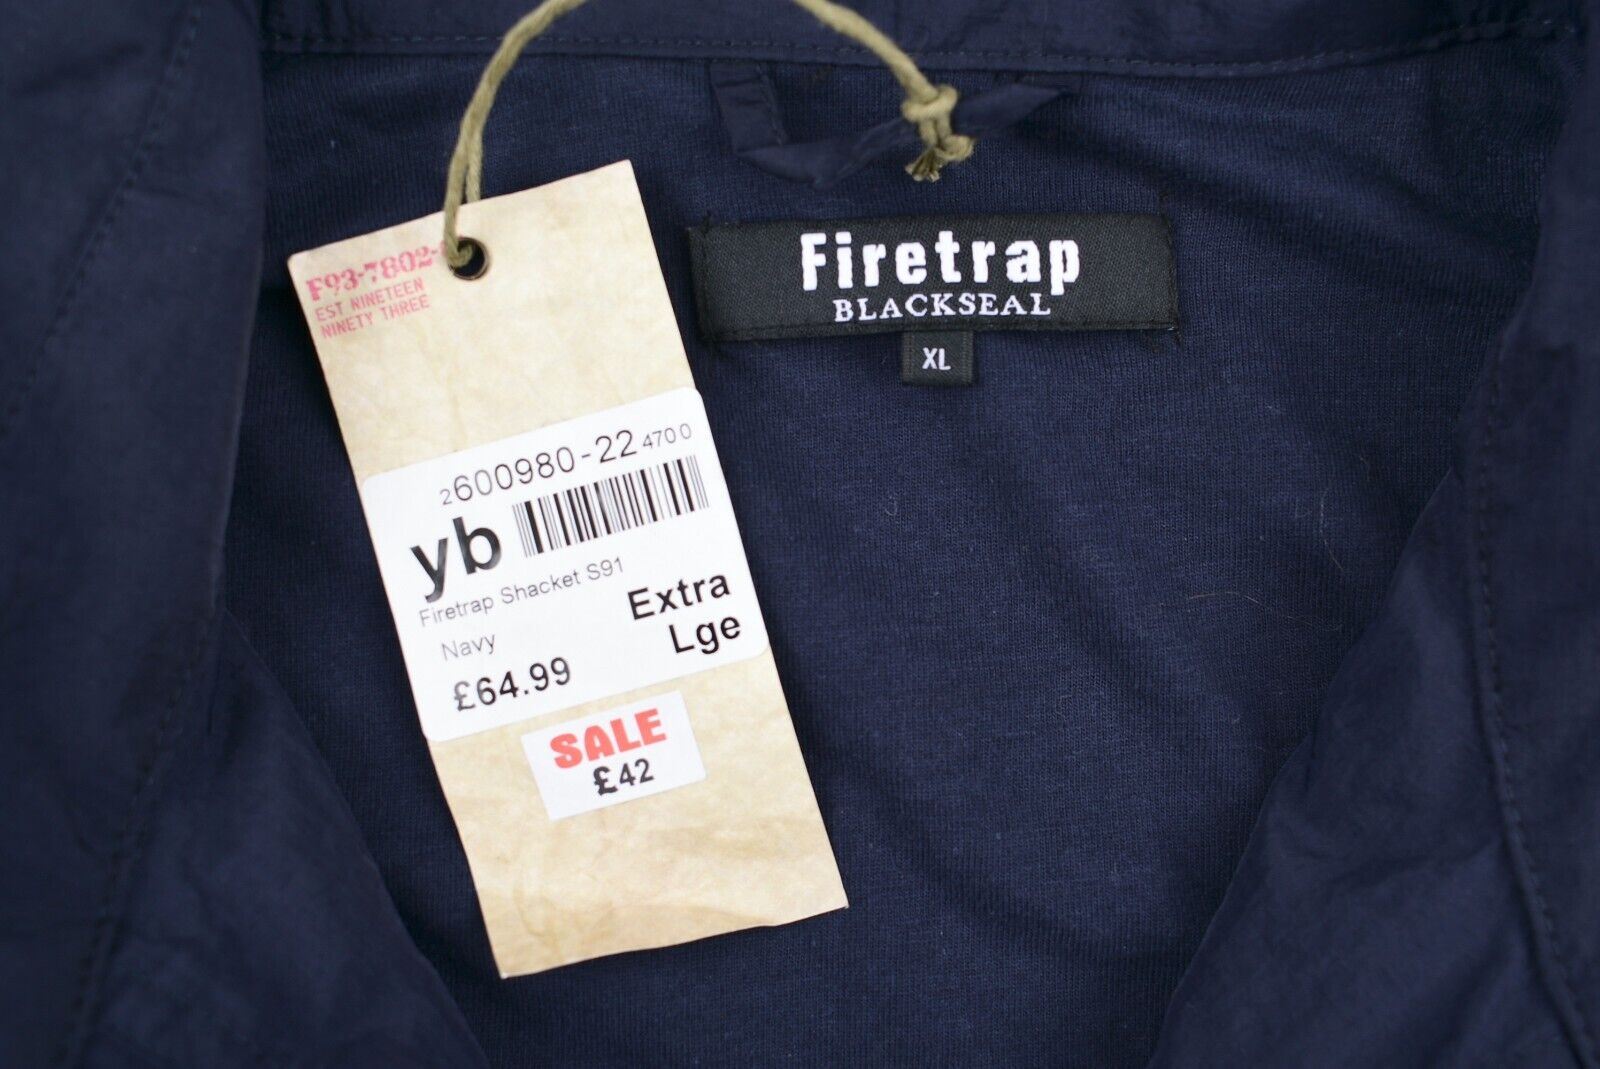 F93-7802-
EST NINETEEN
NINETY THREE
2600980-22 4700
yb
Firetrap Shacket S91
Navy
Extra
Lge
£64.99
SALE
£42
Firetrap
BLACKSEAL
XL